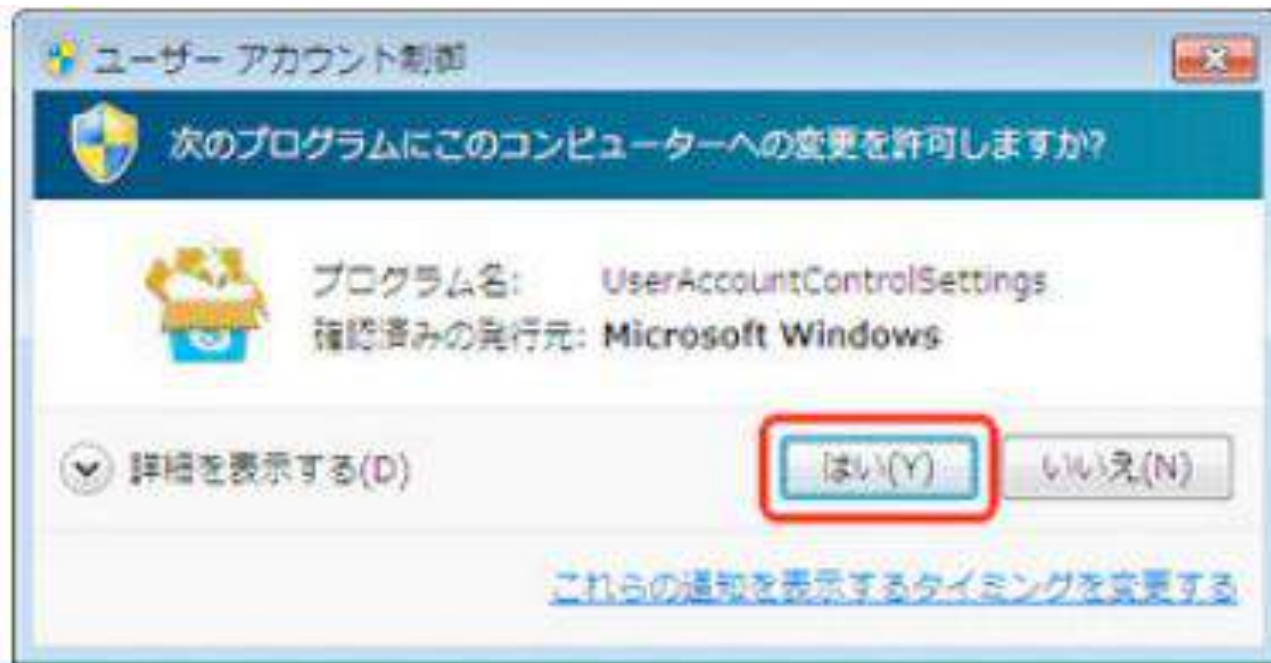 ユーザー アカウント制御
次のプログラムにこのコンピューターへの変更を許可しますか?
プログラム名: UserAccountControlSettings
確認済みの発行元: Microsoft Windows
詳細を表示する(D) はい(Y) いいえ(N)
これらの通知を表示するタイミングを変更する